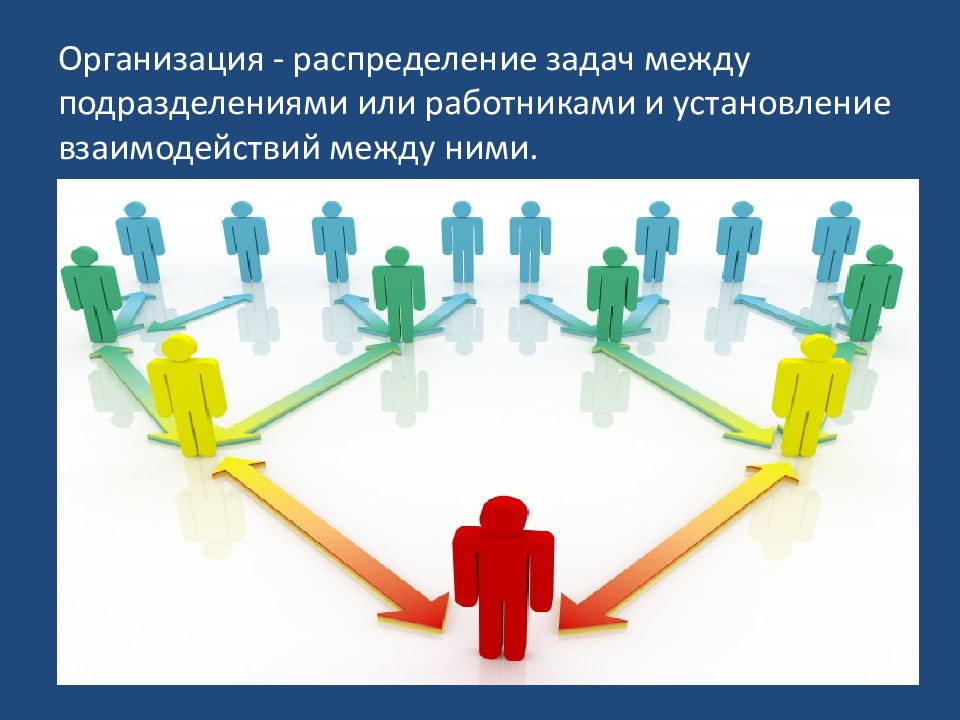 Организация - распределение задач между
подразделениями или работниками и установление
взаимодействий между ними.